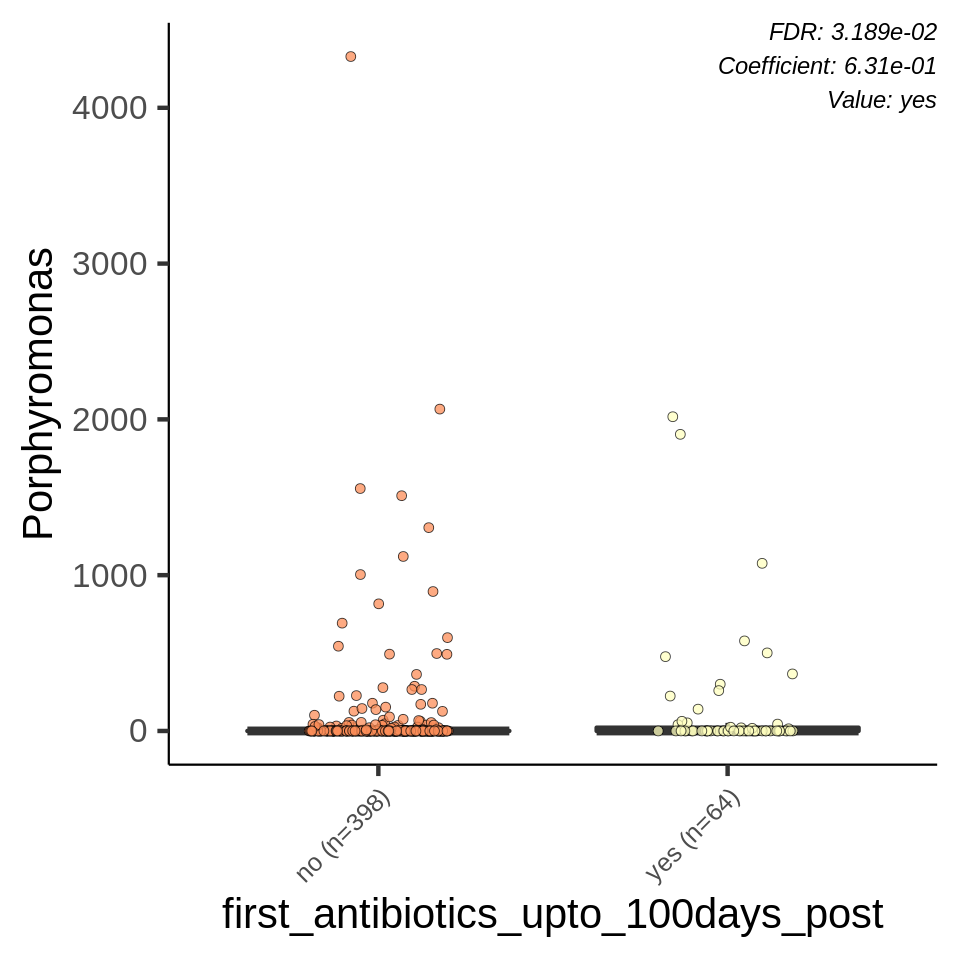 FDR: 3.189e-02
Coefficient: 6.31e-01
Value: yes
Porphyromonas
4000
3000
2000
1000
0
no (n=398)
yes (n=64)
first_antibiotics_upto_100days_post